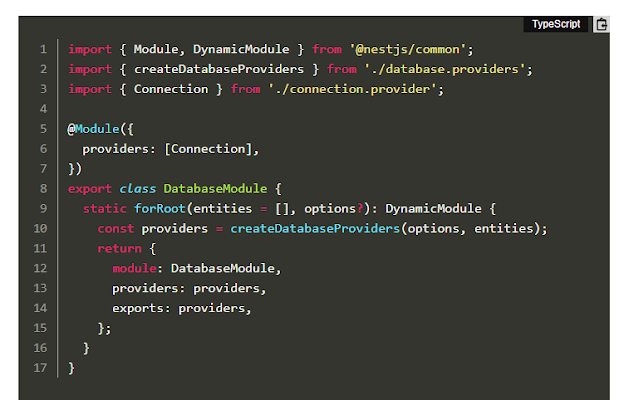 TypeScript
1 import { Module, DynamicModule } from '@nestjs/common';
2 import { createDatabaseProviders } from './database.providers';
3 import { Connection } from './connection.provider';
4
5 @Module({
6   providers: [Connection],
7 })
8 export class DatabaseModule {
9   static forRoot(entities = [], options?): DynamicModule {
10     const providers = createDatabaseProviders(options, entities);
11     return {
12       module: DatabaseModule,
13       providers: providers,
14       exports: providers,
15     };
16   }
17 }